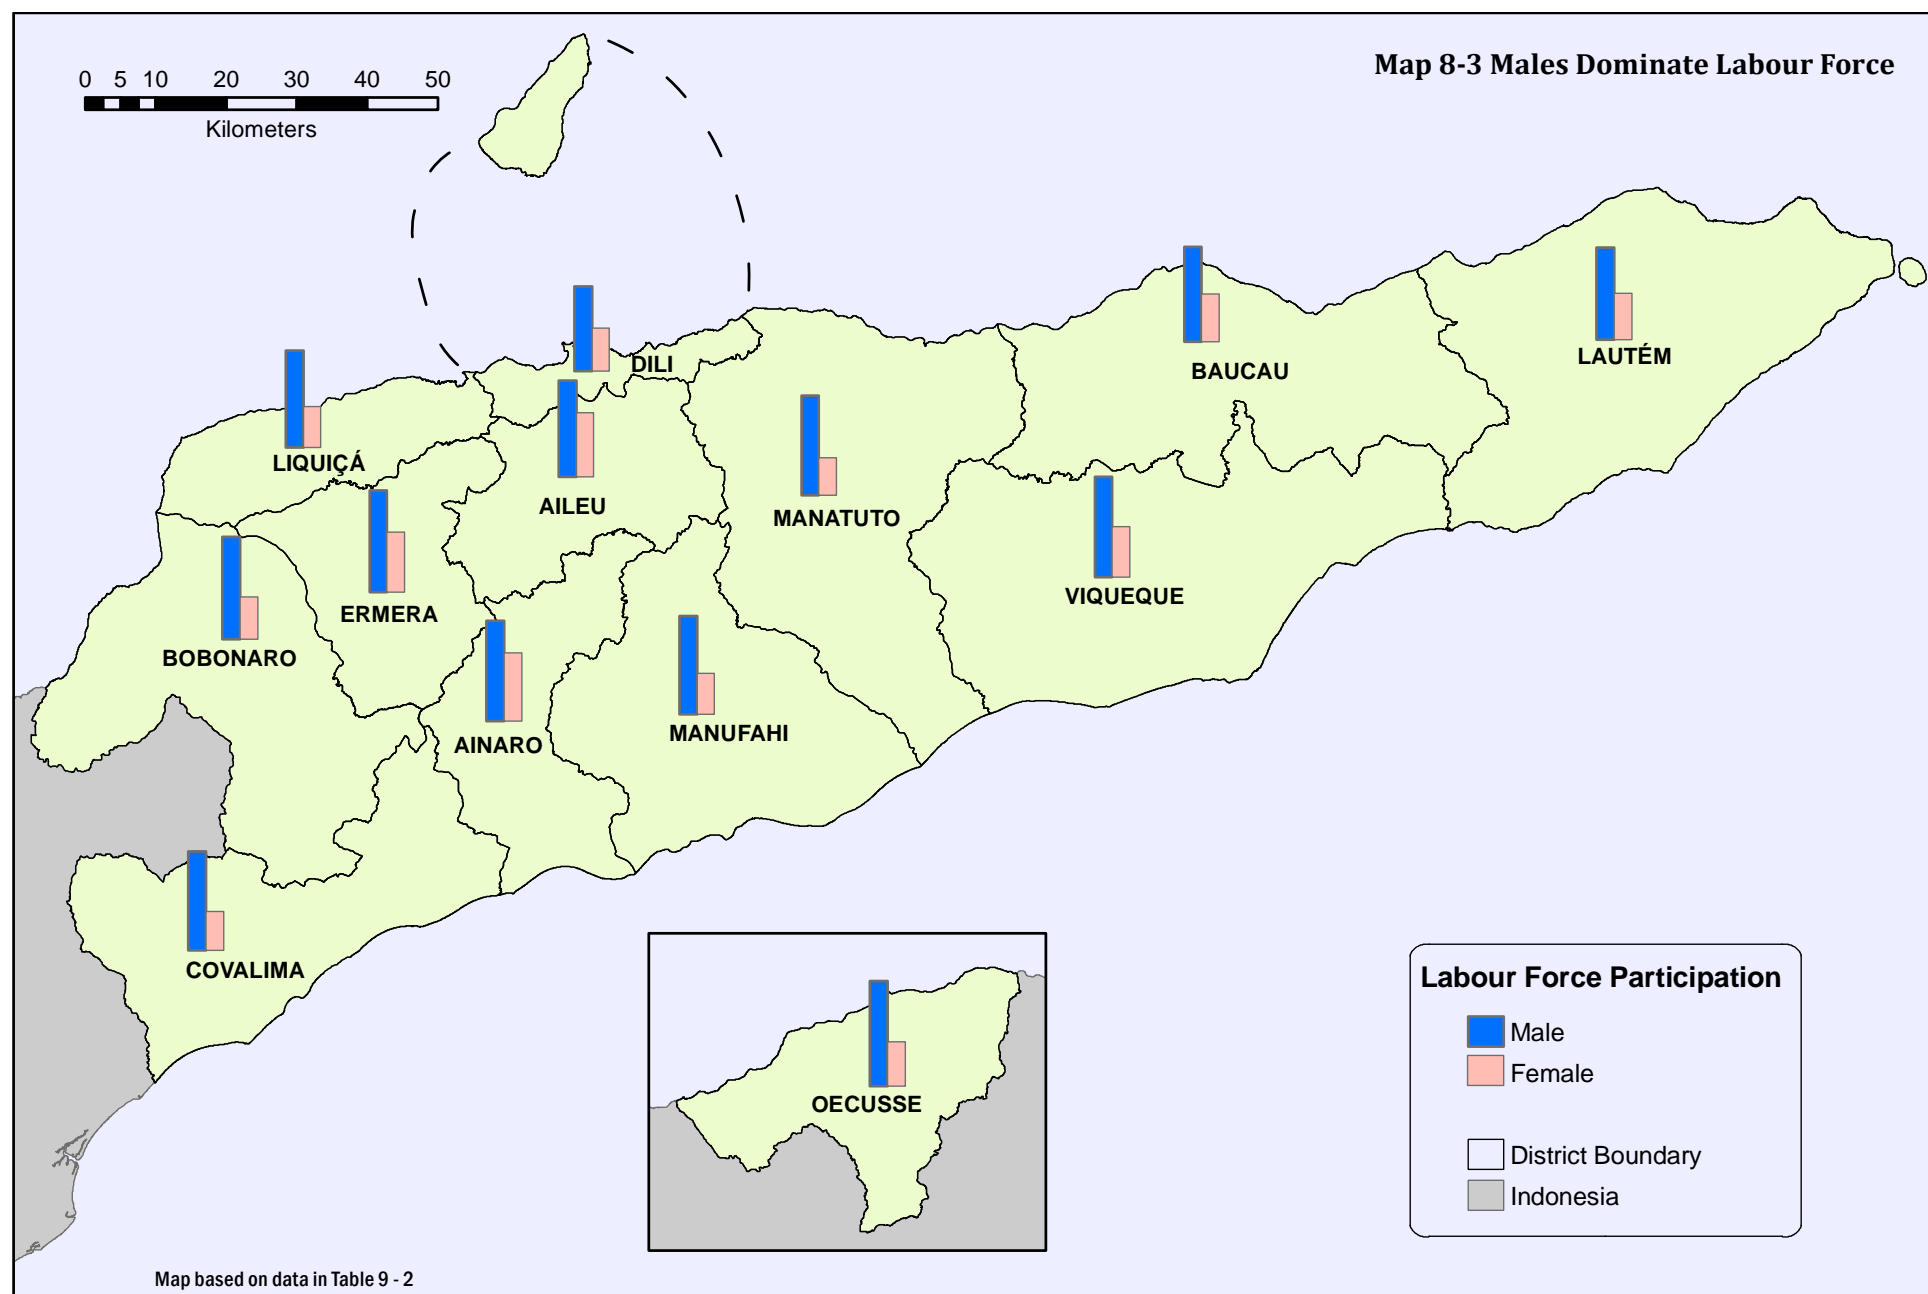 Map 8-3 Males Dominate Labour Force
0 5 10 20 30 40 50
Kilometers
DILI
LAUTÉM
BAUCAU
LIQUIÇÁ
AILEU
MANATUTO
VIQUEQUE
ERMERA
BOBONARO
MANUFAHI
AINARO
COVALIMA
OECUSSE
Labour Force Participation
Male
Female
District Boundary
Indonesia
Map based on data in Table 9 - 2